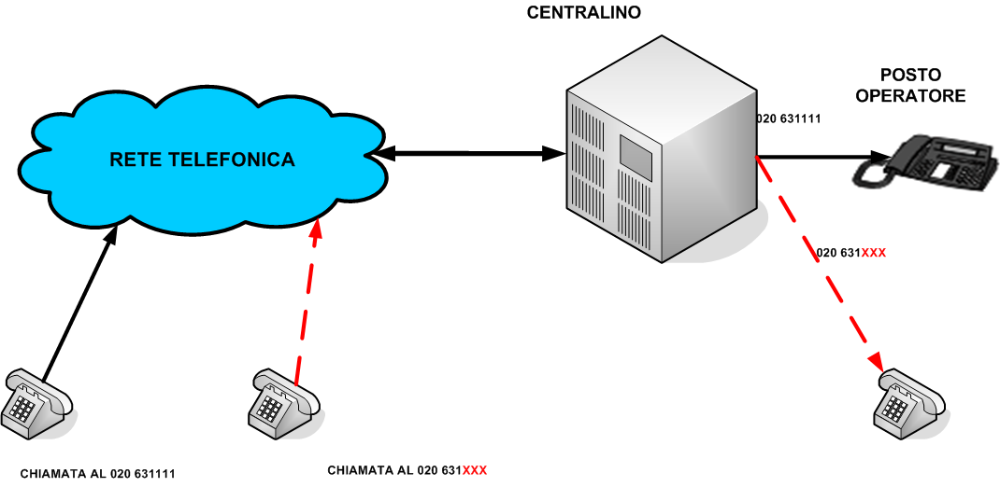 CENTRALINO
POSTO
OPERATORE
020 631111
RETE TELEFONICA
020 631XXX
CHIAMATA AL 020 631111
CHIAMATA AL 020 631XXX